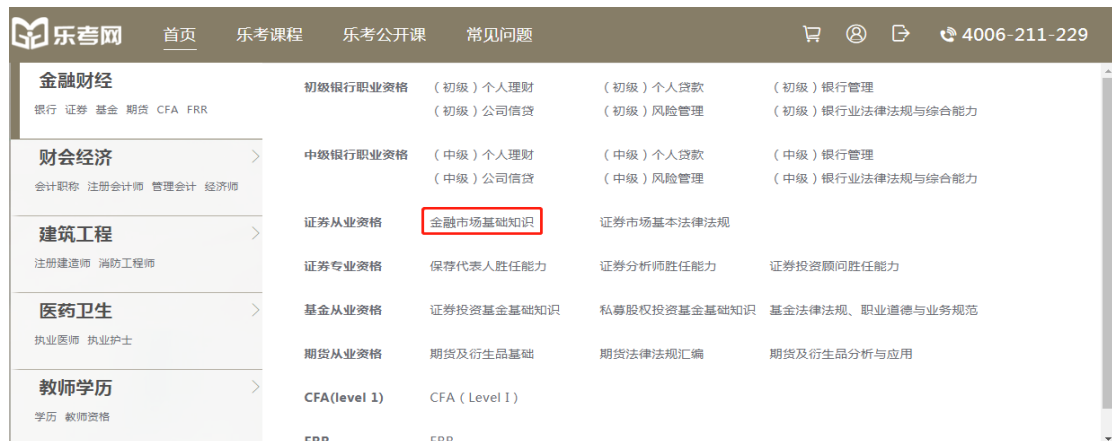 乐考网 首页 乐考课程 乐考公开课 常见问题 4006-211-229
金融财经
银行 证券 基金 期货 CFA FRR
财会经济
会计职称 注册会计师 管理会计 经济师
建筑工程
注册建造师 消防工程师
医药卫生
执业医师 执业护士
教师学历
学历 教师资格
初级银行职业资格 （初级）个人理财 （初级）个人贷款 （初级）银行管理
（初级）公司信贷 （初级）风险管理 （初级）银行业法律法规与综合能力
中级银行职业资格 （中级）个人理财 （中级）个人贷款 （中级）银行管理
（中级）公司信贷 （中级）风险管理 （中级）银行业法律法规与综合能力
证券从业资格 金融市场基础知识 证券市场基本法律法规
证券专业资格 保荐代表人胜任能力 证券分析师胜任能力 证券投资顾问胜任能力
基金从业资格 证券投资基金基础知识 私募股权投资基金基础知识 基金法律法规、职业道德与业务规范
期货从业资格 期货及衍生品基础 期货法律法规汇编 期货及衍生品分析与应用
CFA(level 1) CFA（Level I）
FRR FRR